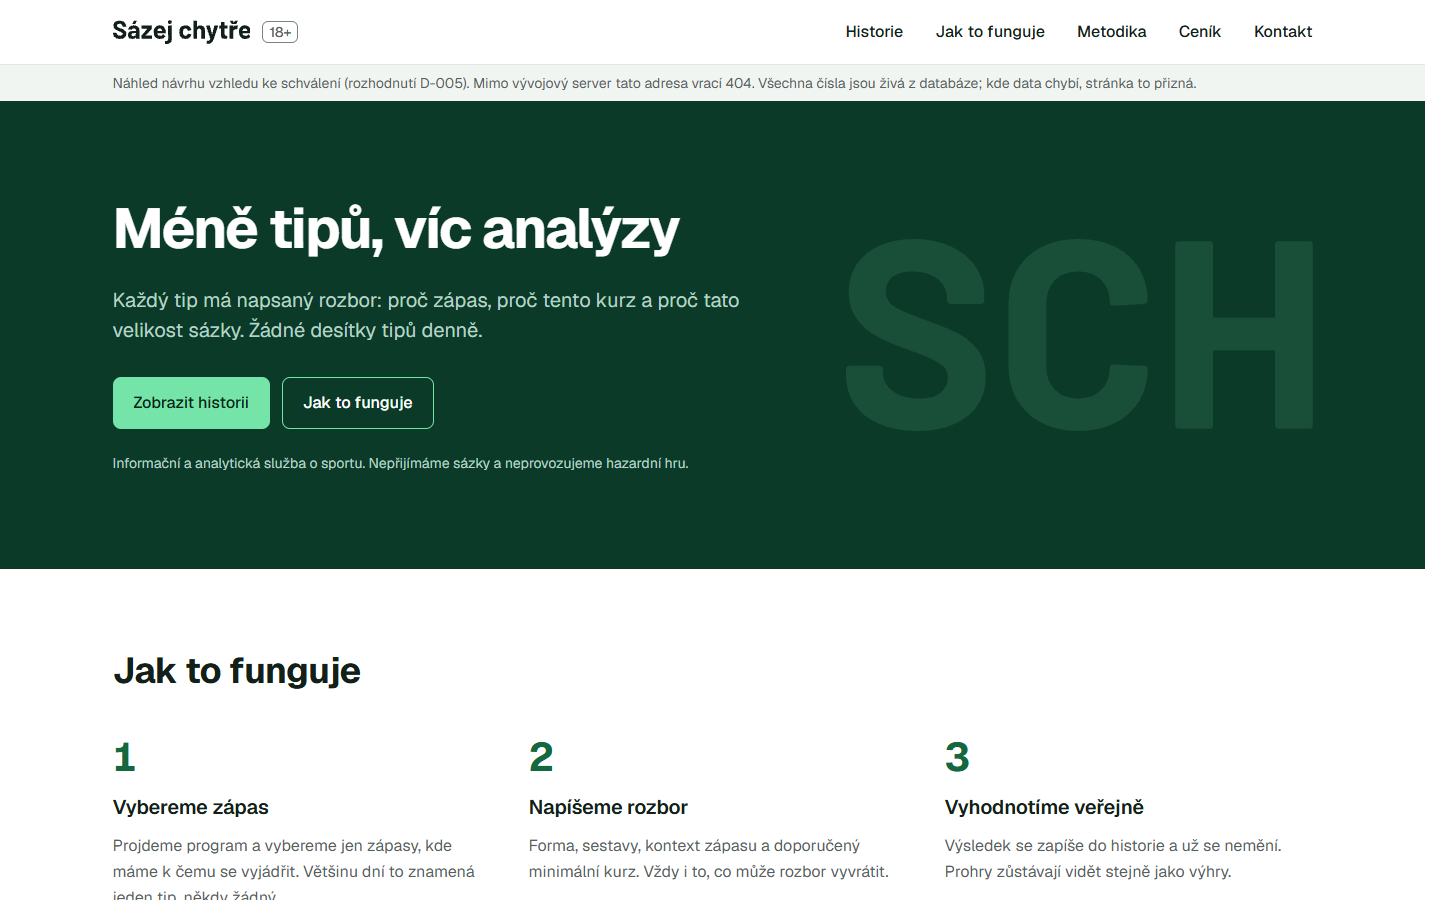 Sázej chytře 18+
Historie Jak to funguje Metodika Ceník Kontakt
Náhled návrhu vzhledu ke schválení (rozhodnutí D-005). Mimo vývojový server tato adresa vrací 404. Všechna čísla jsou živá z databáze; kde data chybí, stránka to přizná.
Méně tipů, víc analýzy
Každý tip má napsaný rozbor: proč zápas, proč tento kurz a proč tato
velikost sázky. Žádné desítky tipů denně.
Zobrazit historii Jak to funguje
Informační a analytická služba o sportu. Nepřijímáme sázky a neprovozujeme hazardní hru.
SCH
Jak to funguje
1
Vybereme zápas
Projdeme program a vybereme jen zápasy, kde
máme k čemu se vyjádřit. Většinu dní to znamená
jeden tip, někdy žádný.
2
Napíšeme rozbor
Forma, sestavy, kontext zápasu a doporučený
minimální kurz. Vždy i to, co může rozbor vyvrátit.
3
Vyhodnotíme veřejně
Výsledek se zapíše do historie a už se nemění.
Prohry zůstávají vidět stejně jako výhry.